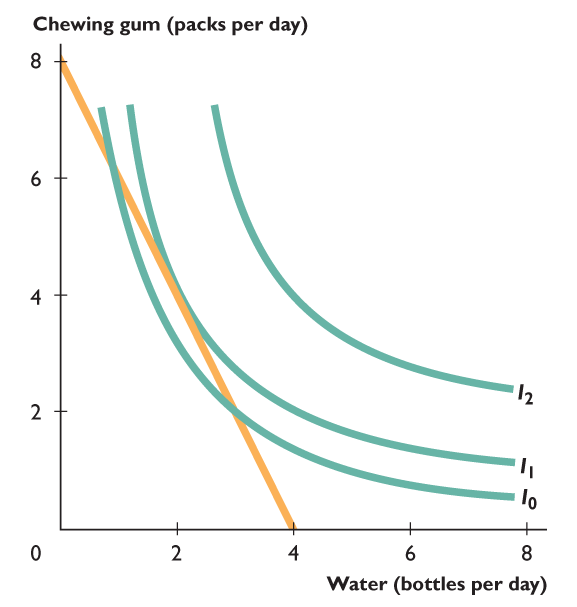 Chewing gum (packs per day)
8
6
4
2
I2
I1
I0
0 2 4 6 8
Water (bottles per day)